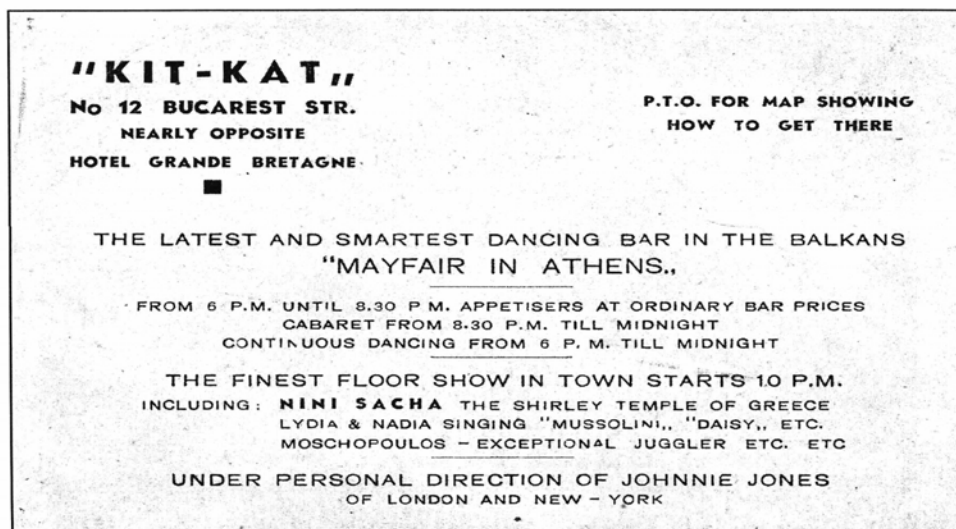 "KIT-KAT„
No 12 BUCAREST STR.
NEARLY OPPOSITE
HOTEL GRANDE BRETAGNE
P.T.O. FOR MAP SHOWING
HOW TO GET THERE
THE LATEST AND SMARTEST DANCING BAR IN THE BALKANS
"MAYFAIR IN ATHENS„
FROM 6 P.M. UNTIL 8.30 P M. APPETISERS AT ORDINARY BAR PRICES
CABARET FROM 8.30 P.M. TILL MIDNIGHT
CONTINUOUS DANCING FROM 6 P. M. TILL MIDNIGHT
THE FINEST FLOOR SHOW IN TOWN STARTS 10 P.M.
INCLUDING: NINI SACHA THE SHIRLEY TEMPLE OF GREECE
LYDIA & NADIA SINGING "MUSSOLINI„ "DAISY„ ETC.
MOSCHOPOULOS - EXCEPTIONAL JUGGLER ETC. ETC
UNDER PERSONAL DIRECTION OF JOHNNIE JONES
OF LONDON AND NEW-YORK